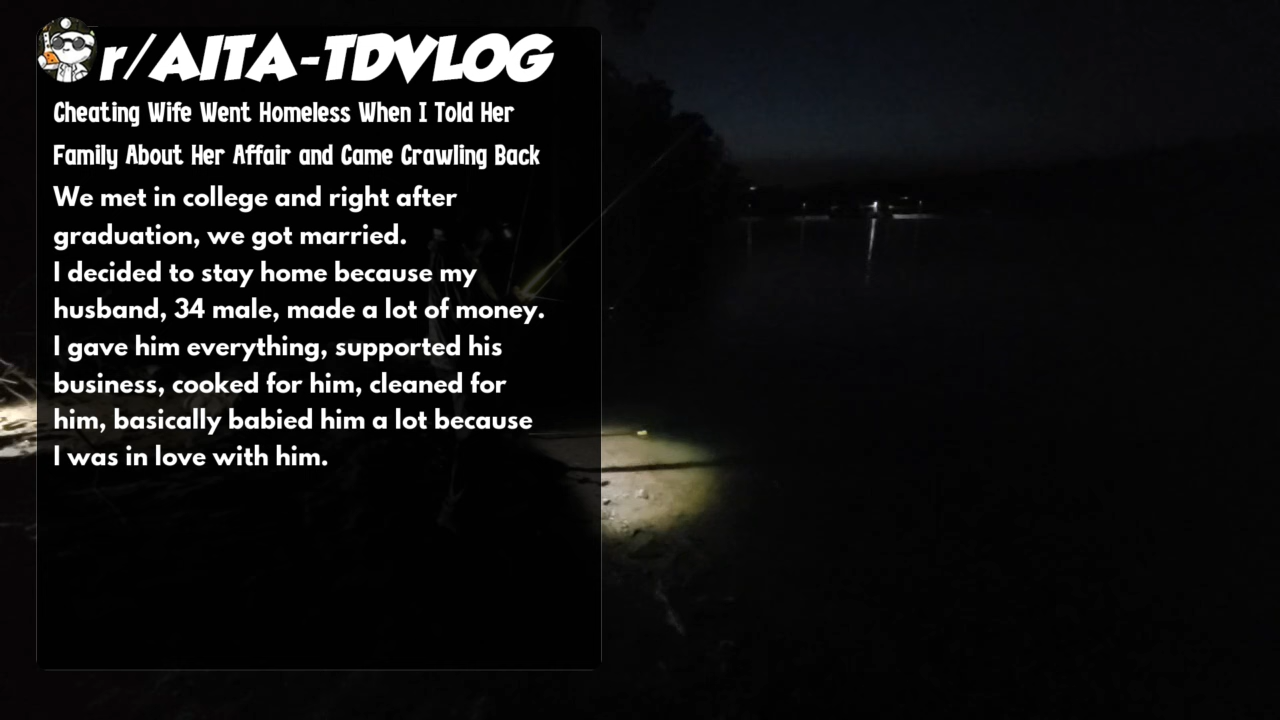 r/AITA-TDVLOG
Cheating Wife Went Homeless When I Told Her
Family About Her Affair and Came Crawling Back
We met in college and right after
graduation, we got married.
I decided to stay home because my
husband, 34 male, made a lot of money.
I gave him everything, supported his
business, cooked for him, cleaned for
him, basically babied him a lot because
I was in love with him.